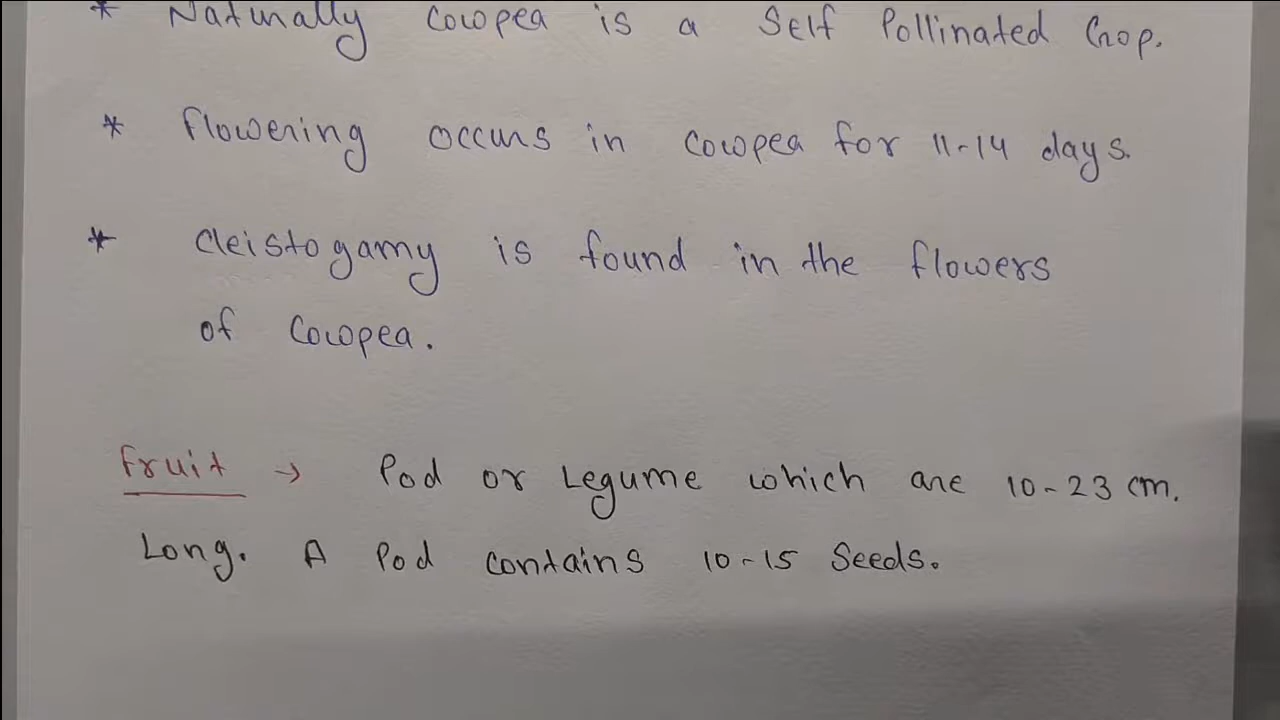 * Naturally Cowpea is a Self Pollinated Crop.
* flowering occurs in cowpea for 11-14 days.
* Cleistogamy is found in the flowers
of Cowpea.
Fruit → Pod or Legume which are 10-23 cm.
Long. A Pod contains 10-15 Seeds.